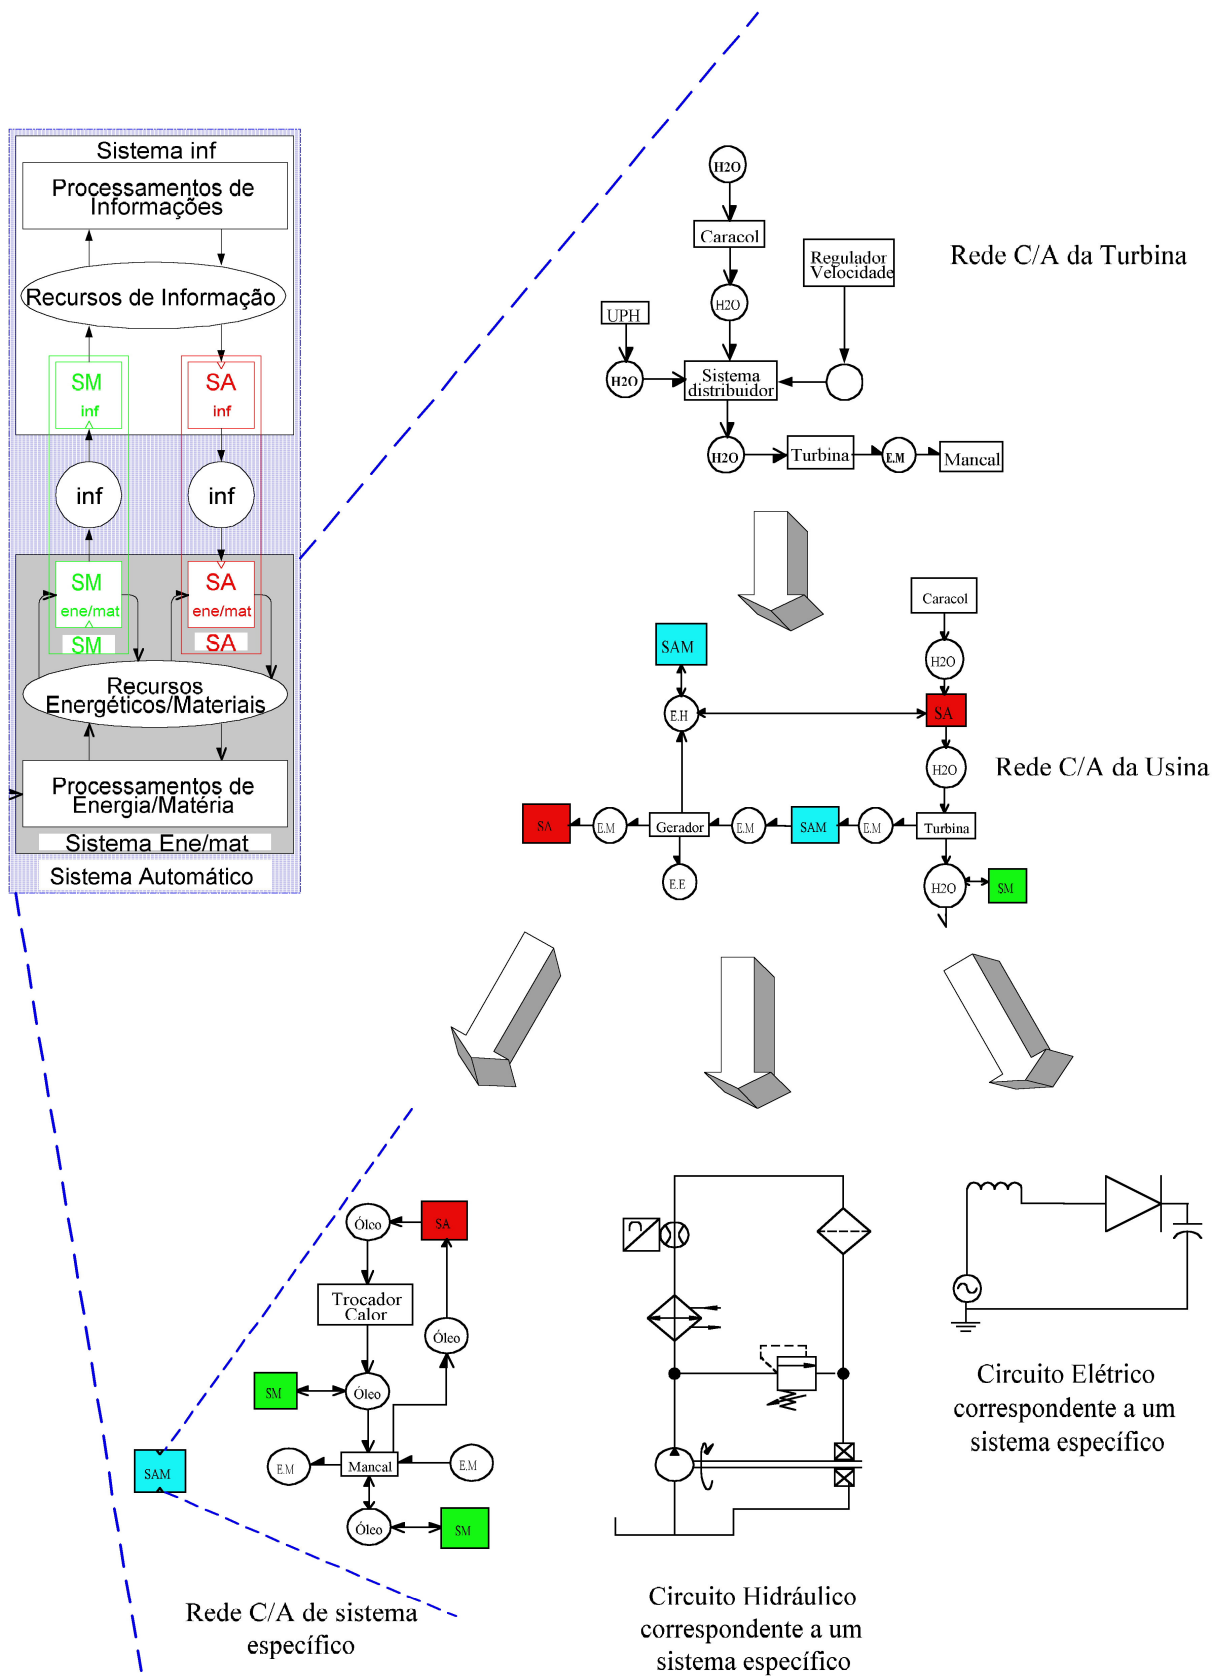 Sistema inf
Processamentos de
Informações
Recursos de Informação
SM
inf
SA
inf
inf
inf
SM
ene/mat
SM
SA
ene/mat
SA
Recursos
Energéticos/Materiais
Processamentos de
Energia/Matéria
Sistema Ene/mat
Sistema Automático
H2O
Caracol
Regulador
Velocidade
H2O
UPH
H2O
Sistema
distribuidor
H2O
Turbina
E.M
Mancal
Rede C/A da Turbina
Caracol
SAM
H2O
E.H
SA
H2O
Rede C/A da Usina
SA
E.M
Gerador
E.M
SAM
E.M
Turbina
E.E
H2O
SM
Óleo
SA
Trocador
Calor
Óleo
SM
Óleo
E.M
Mancal
E.M
Óleo
SM
SAM
Rede C/A de sistema
específico
Circuito Hidráulico
correspondente a um
sistema específico
Circuito Elétrico
correspondente a um
sistema específico